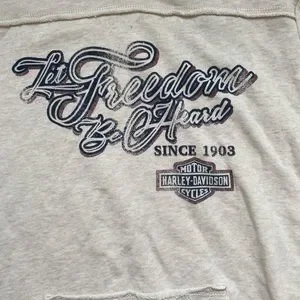 Let Freedom
Be Heard
SINCE 1903
MOTOR
HARLEY-DAVIDSON
CYCLES